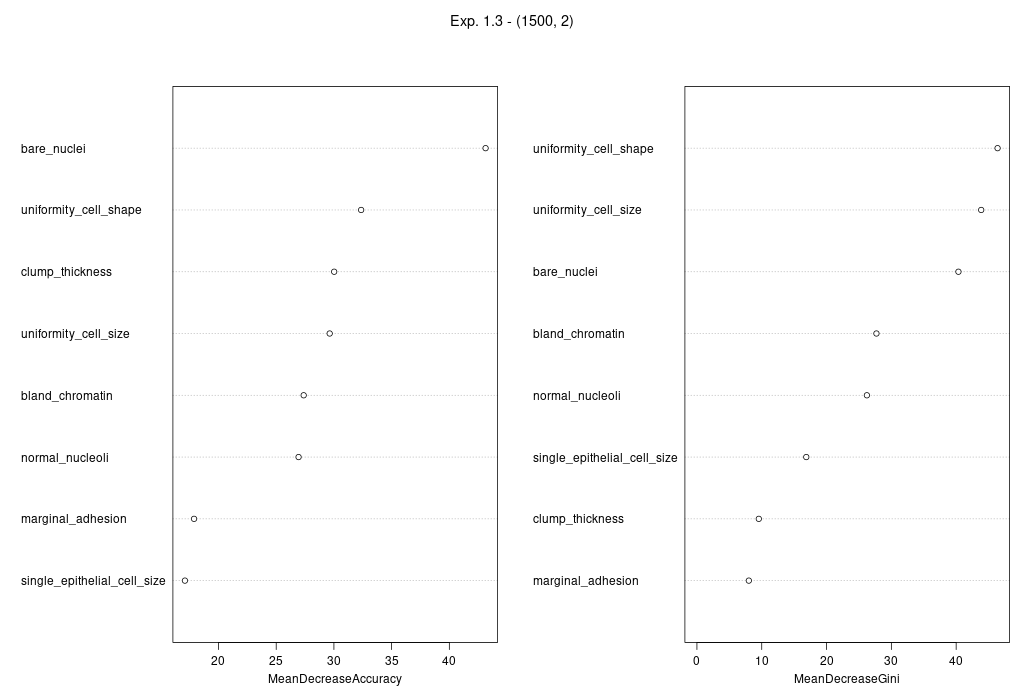 Exp. 1.3 - (1500, 2)
bare_nuclei
uniformity_cell_shape
clump_thickness
uniformity_cell_size
bland_chromatin
normal_nucleoli
marginal_adhesion
single_epithelial_cell_size
20 25 30 35 40
MeanDecreaseAccuracy
uniformity_cell_shape
uniformity_cell_size
bare_nuclei
bland_chromatin
normal_nucleoli
single_epithelial_cell_size
clump_thickness
marginal_adhesion
0 10 20 30 40
MeanDecreaseGini